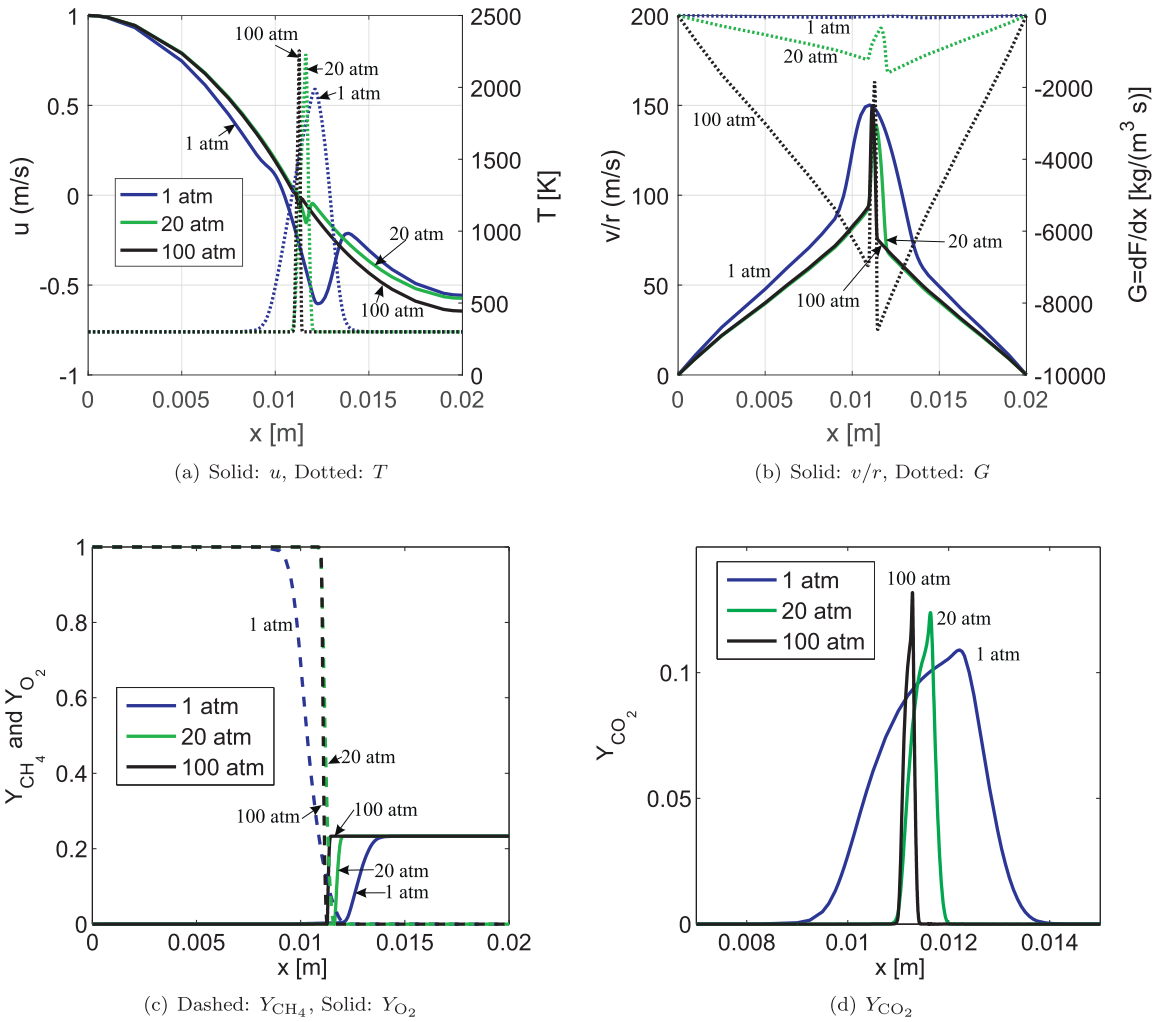 1
0.5
0
-0.5
-1
u (m/s)
2500
2000
1500
1000
500
0
T [K]
100 atm
20 atm
1 atm
1 atm
1 atm
20 atm
100 atm
20 atm
100 atm
0
0.005
0.01
0.015
0.02
x [m]
(a) Solid: u, Dotted: T
200
150
100
50
0
v/r (m/s)
0
-2000
-4000
-6000
-8000
-10000
G=dF/dx [kg/(m³ s)]
1 atm
20 atm
100 atm
1 atm
20 atm
100 atm
0
0.005
0.01
0.015
0.02
x [m]
(b) Solid: v/r, Dotted: G
1
0.8
0.6
0.4
0.2
0
Y_CH₄ and Y_O₂
1 atm
1 atm
20 atm
100 atm
20 atm
100 atm
100 atm
20 atm
1 atm
0
0.005
0.01
0.015
0.02
x [m]
(c) Dashed: Y_CH₄, Solid: Y_O₂
0.1
0.05
0
Y_CO₂
1 atm
20 atm
100 atm
100 atm
20 atm
1 atm
0.008
0.01
0.012
0.014
x [m]
(d) Y_CO₂